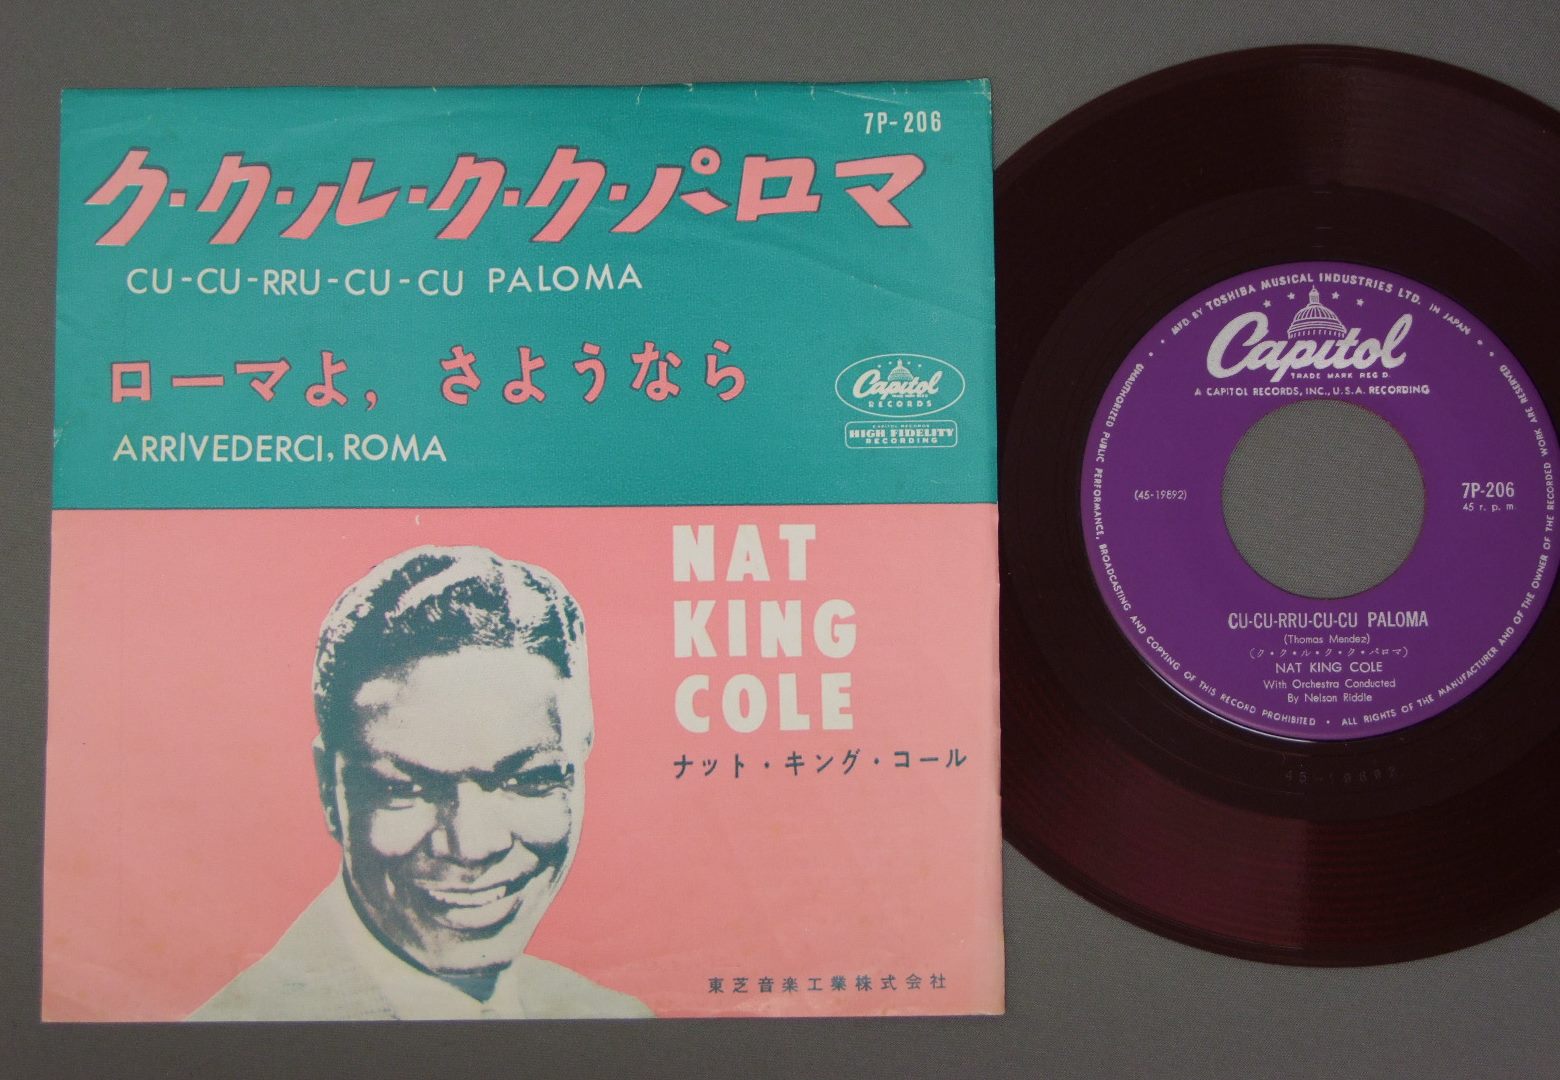 7P-206
ク・ク・ル・ク・ク・パロマ
CU-CU-RRU-CU-CU PALOMA
ローマよ，さようなら
ARRIVEDERCI, ROMA
Capitol
RECORDS
CAPITOL RECORDS
HIGH FIDELITY
RECORDING
NAT
KING
COLE
ナット・キング・コール
東芝音楽工業株式会社
MFD. BY TOSHIBA MUSICAL INDUSTRIES LTD. IN JAPAN
Capitol
TRADE MARK REG D.
A CAPITOL RECORDS, INC., U.S.A. RECORDING
(45-19892)
7P-206
45 r. p. m.
CU-CU-RRU-CU-CU PALOMA
(Thomas Mendez)
(ク・ク・ル・ク・ク・パロマ)
NAT KING COLE
With Orchestra Conducted
By Nelson Riddle
UNAUTHORIZED PUBLIC PERFORMANCE, BROADCASTING AND COPYING OF THIS RECORD PROHIBITED • ALL RIGHTS OF THE MANUFACTURER AND OF THE OWNER OF THE RECORDED WORK ARE RESERVED
45-19892